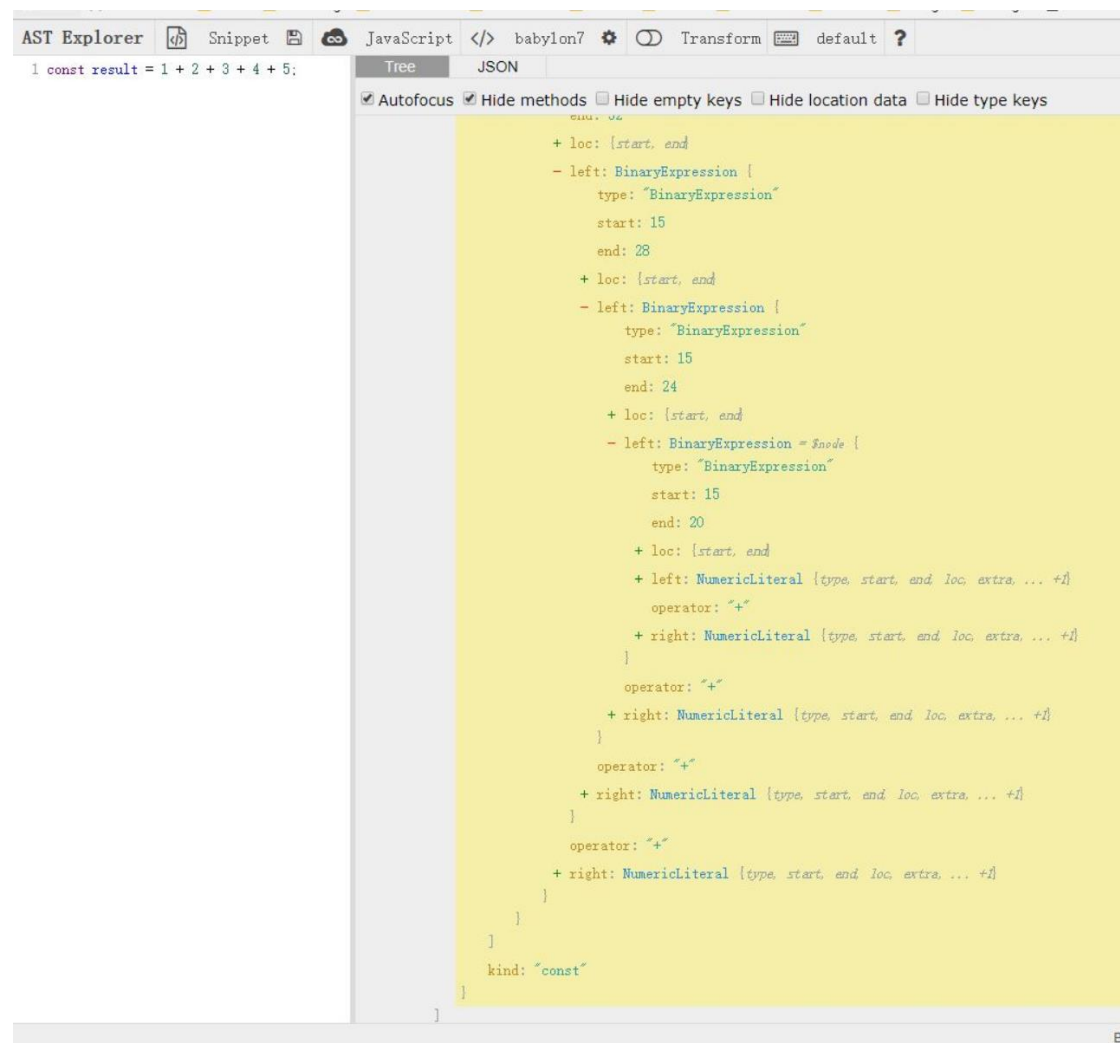 AST Explorer Snippet JavaScript </> babylon7 Transform default ?
1 const result = 1 + 2 + 3 + 4 + 5;
Tree JSON
Autofocus Hide methods Hide empty keys Hide location data Hide type keys
end: 32
+ loc: {start, end}
- left: BinaryExpression {
type: "BinaryExpression"
start: 15
end: 28
+ loc: {start, end}
- left: BinaryExpression {
type: "BinaryExpression"
start: 15
end: 24
+ loc: {start, end}
- left: BinaryExpression = $node {
type: "BinaryExpression"
start: 15
end: 20
+ loc: {start, end}
+ left: NumericLiteral {type, start, end, loc, extra, ... +1}
operator: "+"
+ right: NumericLiteral {type, start, end, loc, extra, ... +1}
}
operator: "+"
+ right: NumericLiteral {type, start, end, loc, extra, ... +1}
}
operator: "+"
+ right: NumericLiteral {type, start, end, loc, extra, ... +1}
}
operator: "+"
+ right: NumericLiteral {type, start, end, loc, extra, ... +1}
}
}
]
kind: "const"
}
]